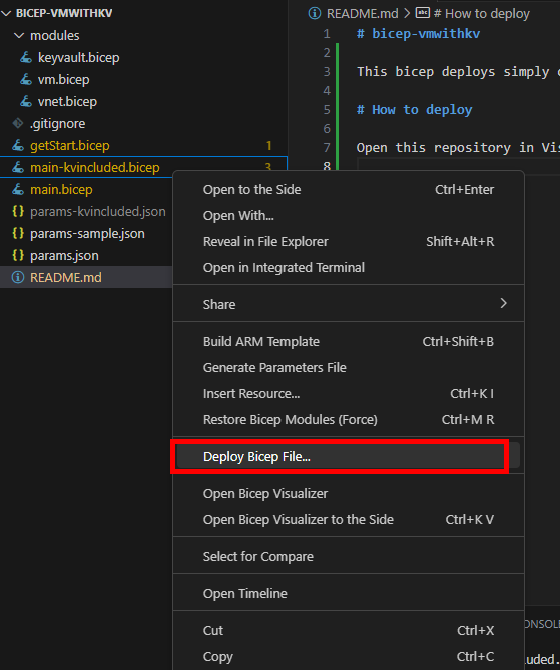 BICEP-VMWITHKV
modules
keyvault.bicep
vm.bicep
vnet.bicep
.gitignore
getStart.bicep 1
main-kvincluded.bicep 3
main.bicep
params-kvincluded.json
params-sample.json
params.json
README.md
README.md > # How to deploy
1 # bicep-vmwithkv
2
3 This bicep deploys simply
4
5 # How to deploy
6
7 Open this repository in Vis
8
Open to the Side Ctrl+Enter
Open With...
Reveal in File Explorer Shift+Alt+R
Open in Integrated Terminal
Share
Build ARM Template Ctrl+Shift+B
Generate Parameters File
Insert Resource... Ctrl+K I
Restore Bicep Modules (Force) Ctrl+M R
Deploy Bicep File...
Open Bicep Visualizer
Open Bicep Visualizer to the Side Ctrl+K V
Select for Compare
Open Timeline
Cut Ctrl+X
Copy Ctrl+C
ONSOLE
luded.